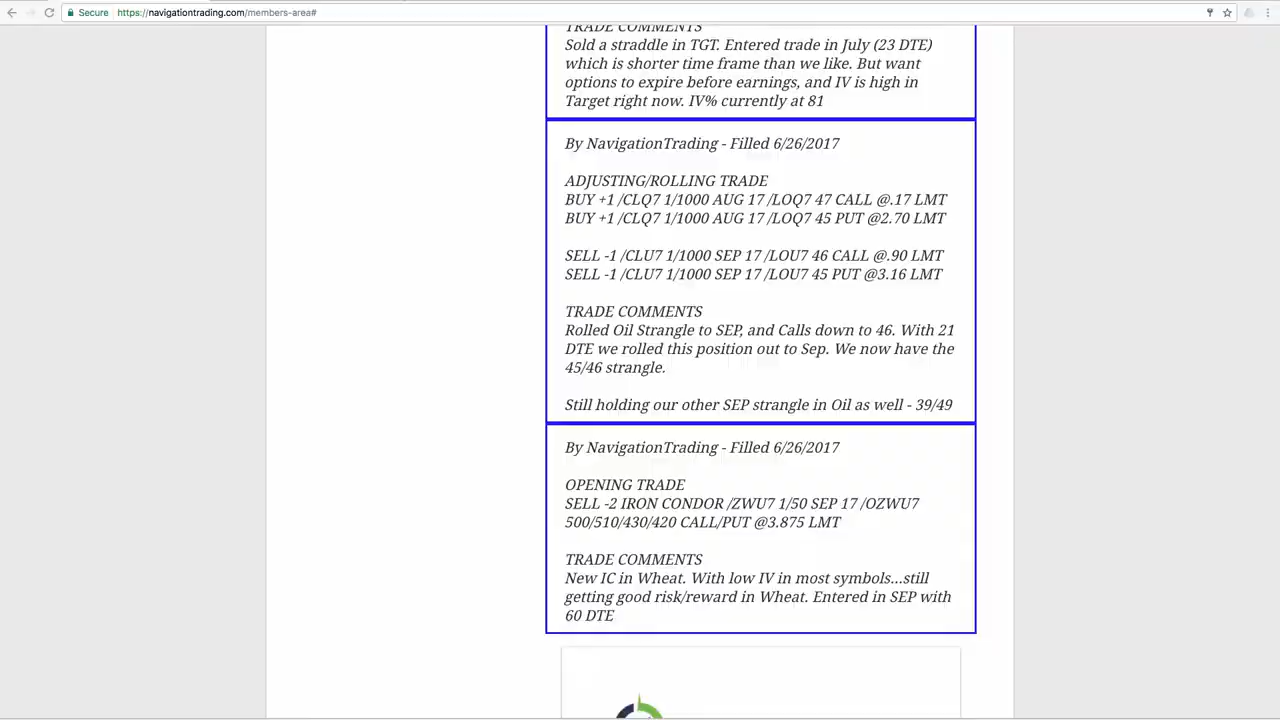 Secure
https://navigationtrading.com/members-area#
TRADE COMMENTS
Sold a straddle in TGT. Entered trade in July (23 DTE)
which is shorter time frame than we like. But want
options to expire before earnings, and IV is high in
Target right now. IV% currently at 81
By NavigationTrading - Filled 6/26/2017
ADJUSTING/ROLLING TRADE
BUY +1 /CLQ7 1/1000 AUG 17 /LOQ7 47 CALL @.17 LMT
BUY +1 /CLQ7 1/1000 AUG 17 /LOQ7 45 PUT @2.70 LMT
SELL -1 /CLU7 1/1000 SEP 17 /LOU7 46 CALL @.90 LMT
SELL -1 /CLU7 1/1000 SEP 17 /LOU7 45 PUT @3.16 LMT
TRADE COMMENTS
Rolled Oil Strangle to SEP, and Calls down to 46. With 21
DTE we rolled this position out to Sep. We now have the
45/46 strangle.
Still holding our other SEP strangle in Oil as well - 39/49
By NavigationTrading - Filled 6/26/2017
OPENING TRADE
SELL -2 IRON CONDOR /ZWU7 1/50 SEP 17 /OZWU7
500/510/430/420 CALL/PUT @3.875 LMT
TRADE COMMENTS
New IC in Wheat. With low IV in most symbols...still
getting good risk/reward in Wheat. Entered in SEP with
60 DTE